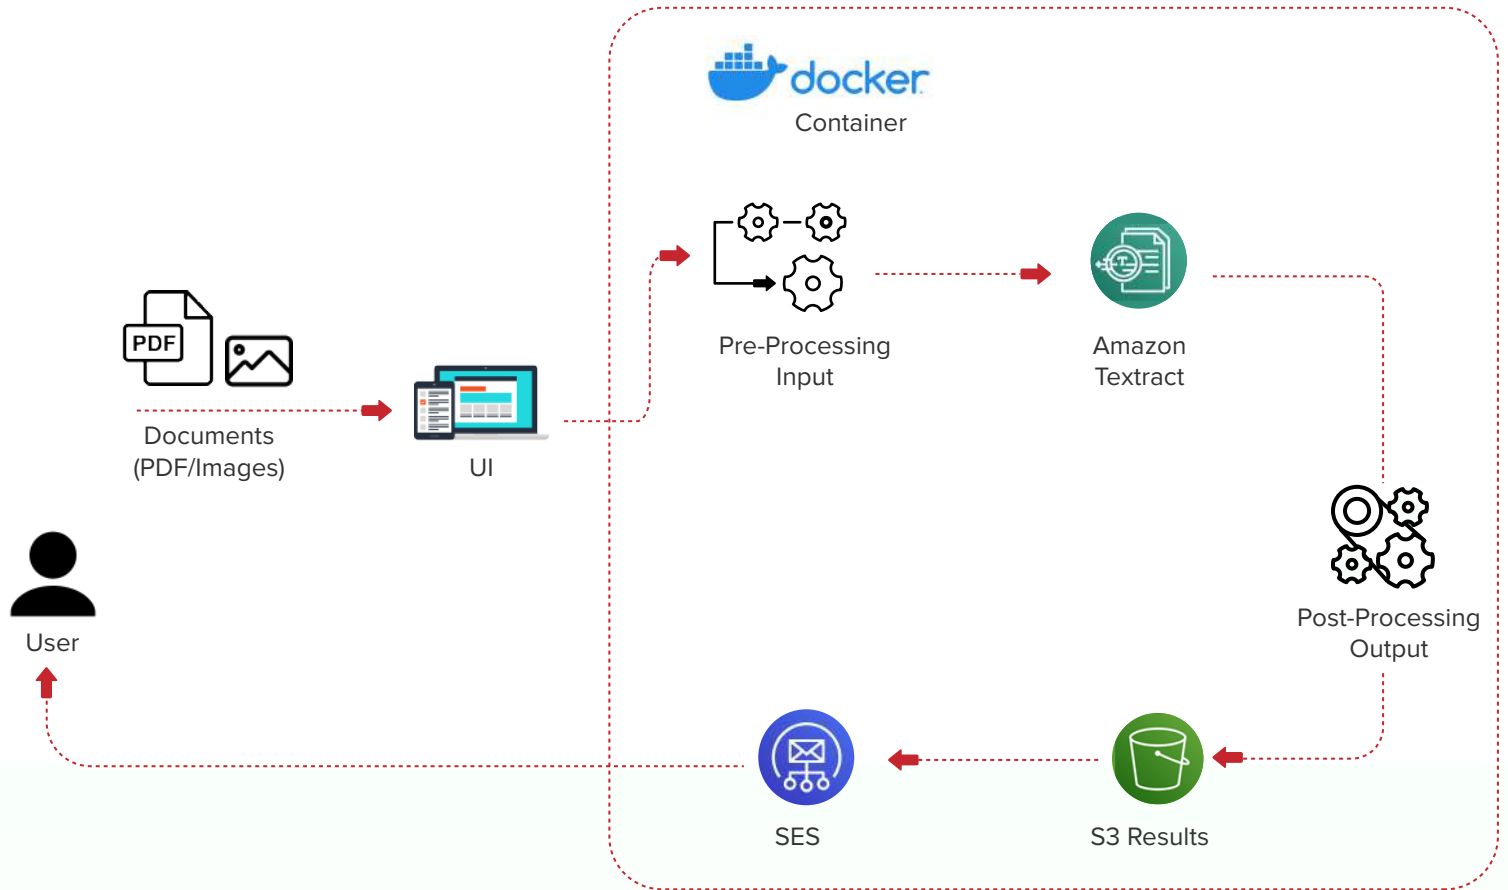 docker
Container
PDF
Pre-Processing
Input
Amazon
Textract
Documents
(PDF/Images)
UI
User
Post-Processing
Output
SES
S3 Results